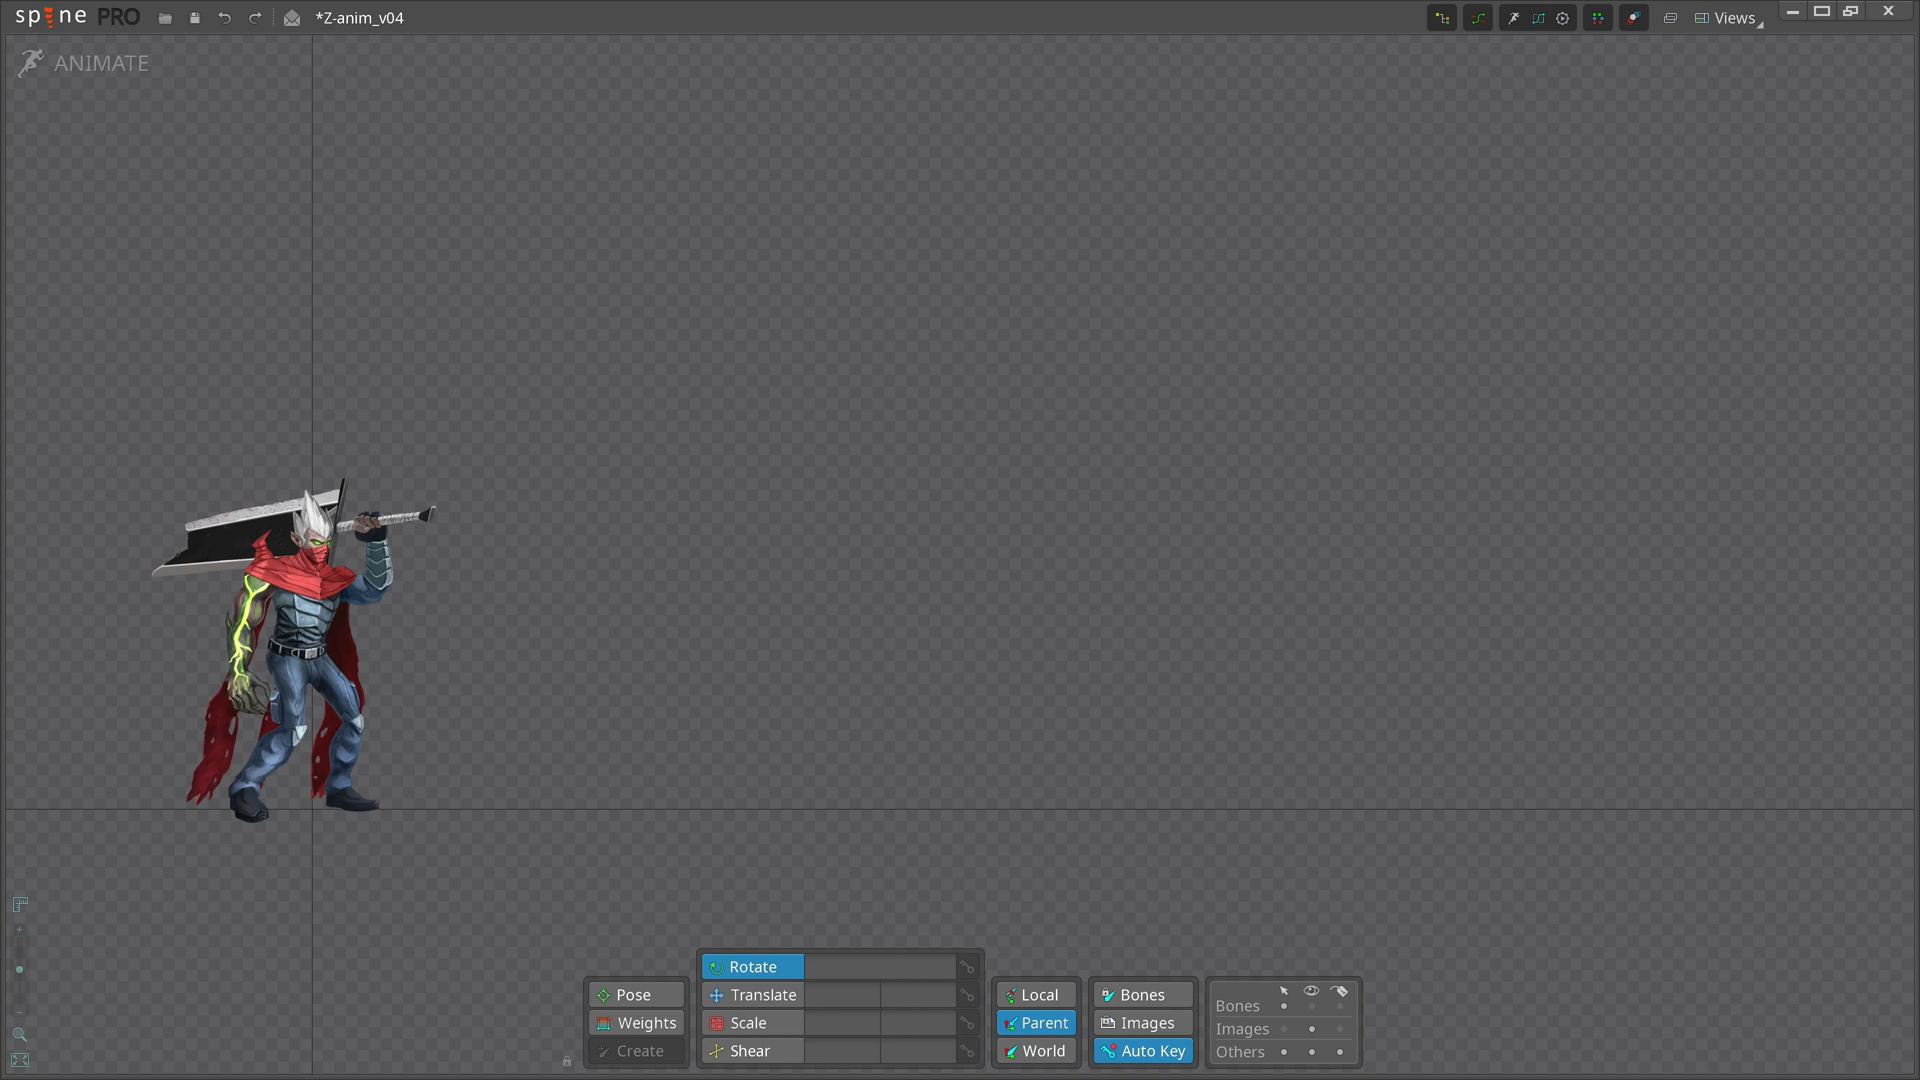 spine PRO
*Z-anim_v04
Views
ANIMATE
Rotate
Pose
Translate
Local
Bones
Weights
Scale
Parent
Images
Create
Shear
World
Auto Key
Bones
Images
Others